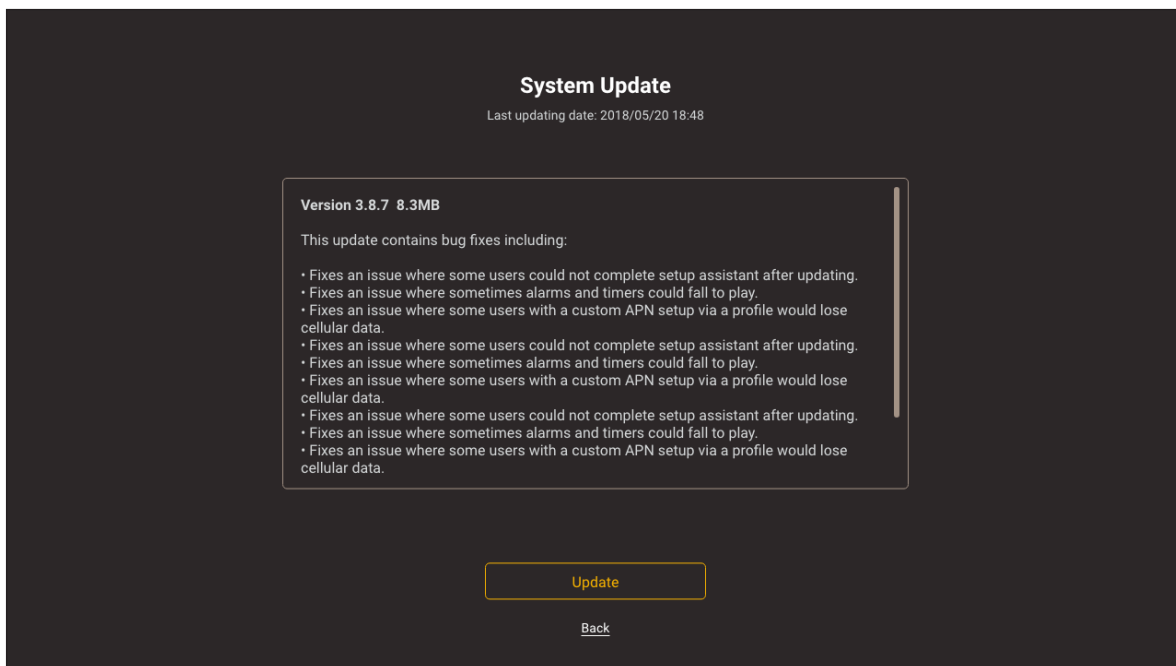 System Update
Last updating date: 2018/05/20 18:48
Version 3.8.7 8.3MB
This update contains bug fixes including:
• Fixes an issue where some users could not complete setup assistant after updating.
• Fixes an issue where sometimes alarms and timers could fall to play.
• Fixes an issue where some users with a custom APN setup via a profile would lose
cellular data.
• Fixes an issue where some users could not complete setup assistant after updating.
• Fixes an issue where sometimes alarms and timers could fall to play.
• Fixes an issue where some users with a custom APN setup via a profile would lose
cellular data.
• Fixes an issue where some users could not complete setup assistant after updating.
• Fixes an issue where sometimes alarms and timers could fall to play.
• Fixes an issue where some users with a custom APN setup via a profile would lose
cellular data.
Update
Back